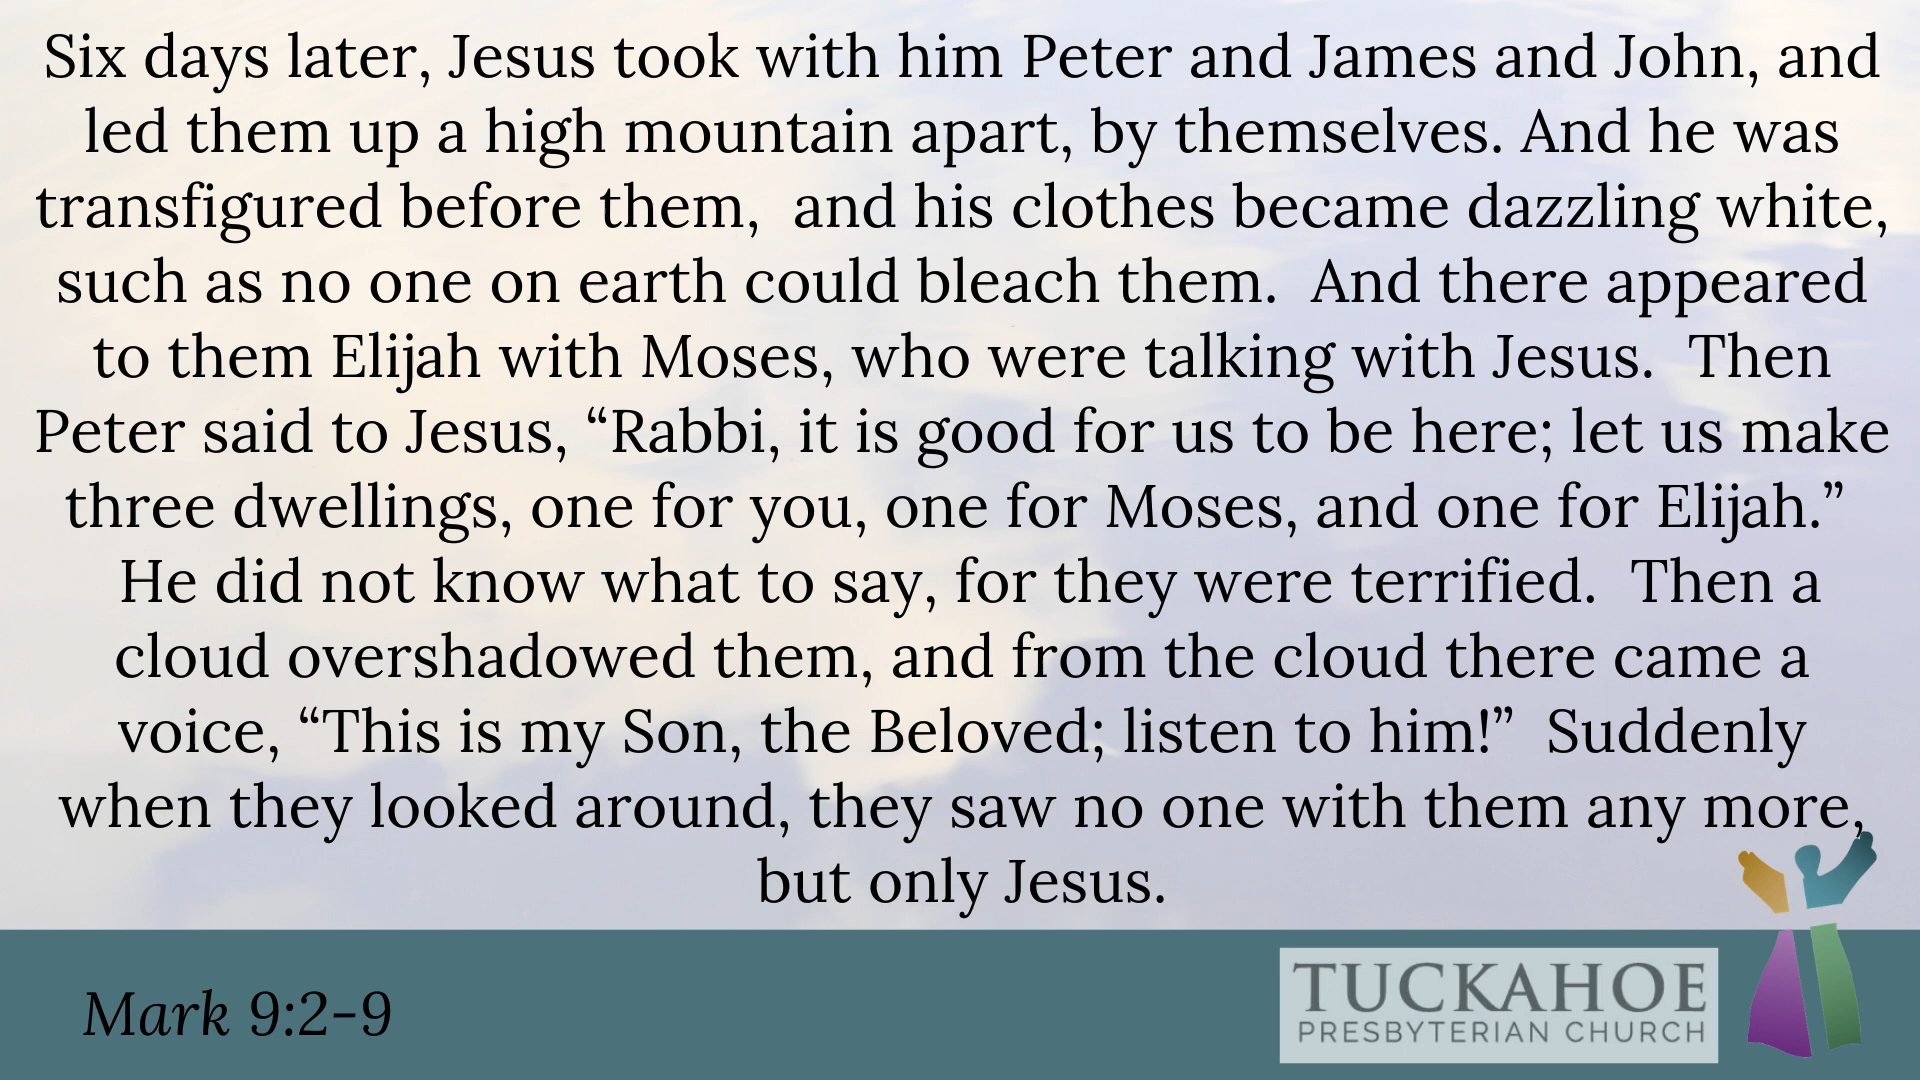 Six days later, Jesus took with him Peter and James and John, and
led them up a high mountain apart, by themselves. And he was
transfigured before them,  and his clothes became dazzling white,
such as no one on earth could bleach them.  And there appeared
to them Elijah with Moses, who were talking with Jesus.  Then
Peter said to Jesus, “Rabbi, it is good for us to be here; let us make
three dwellings, one for you, one for Moses, and one for Elijah.”
He did not know what to say, for they were terrified.  Then a
cloud overshadowed them, and from the cloud there came a
voice, “This is my Son, the Beloved; listen to him!”  Suddenly
when they looked around, they saw no one with them any more,
but only Jesus.
Mark 9:2-9
TUCKAHOE
PRESBYTERIAN CHURCH